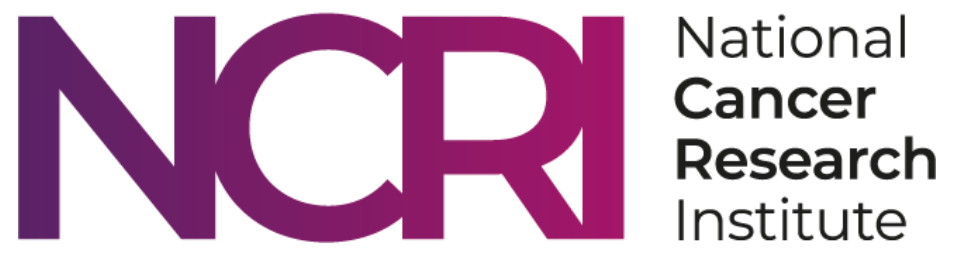 NCRI
National
Cancer
Research
Institute